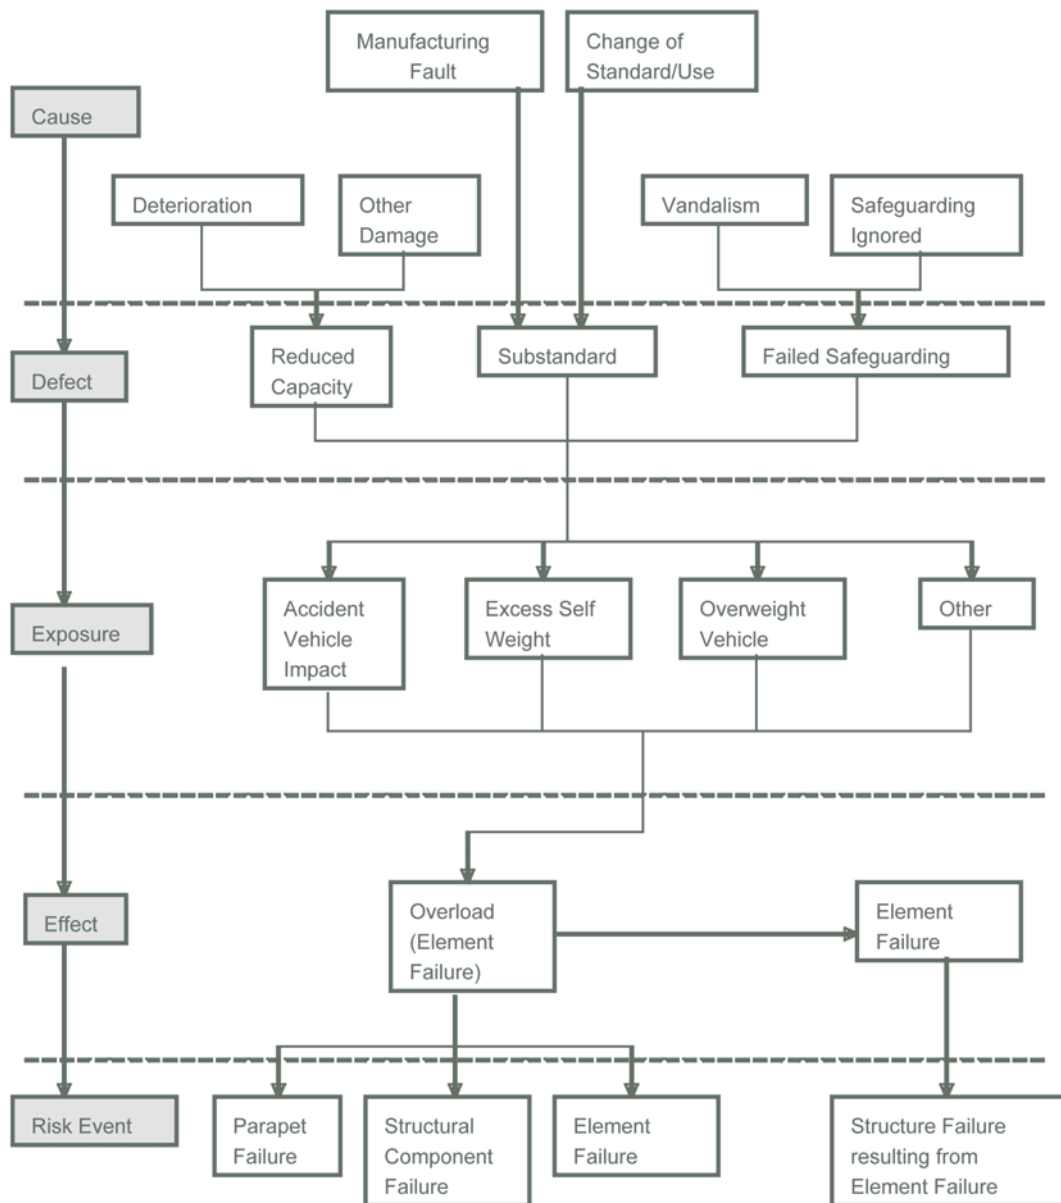 Manufacturing
Fault
Change of
Standard/Use
Cause
Deterioration
Other
Damage
Vandalism
Safeguarding
Ignored
Defect
Reduced
Capacity
Substandard
Failed Safeguarding
Exposure
Accident
Vehicle
Impact
Excess Self
Weight
Overweight
Vehicle
Other
Effect
Overload
(Element
Failure)
Element
Failure
Risk Event
Parapet
Failure
Structural
Component
Failure
Element
Failure
Structure Failure
resulting from
Element Failure